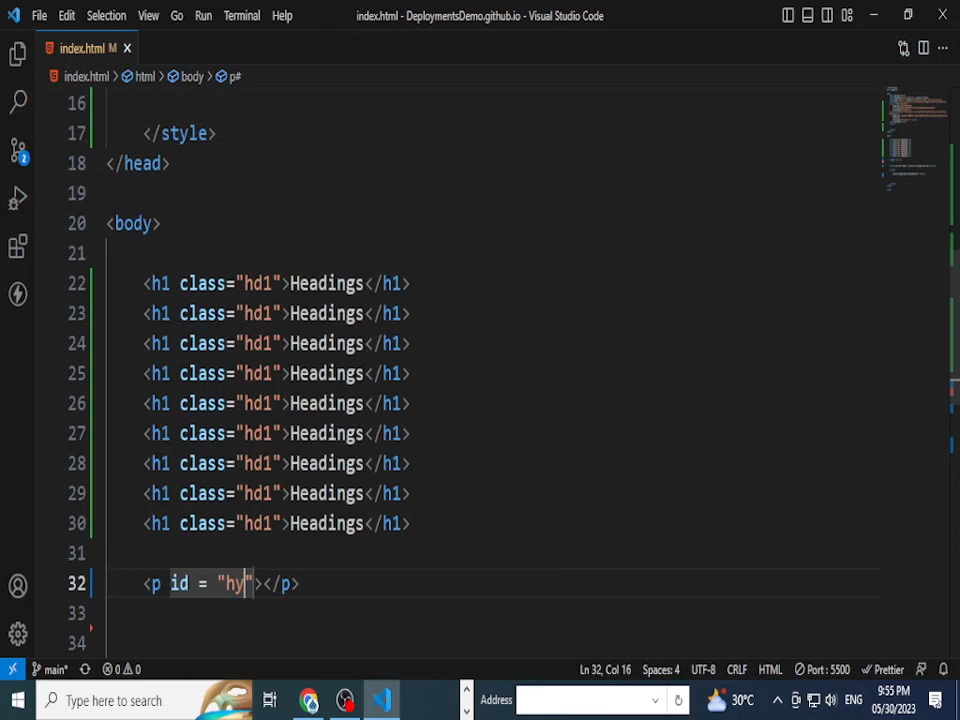 File Edit Selection View Go Run Terminal Help index.html - DeploymentsDemo.github.io - Visual Studio Code
index.html M
index.html > html > body > p#
16
17 </style>
18 </head>
19
20 <body>
21
22 <h1 class="hd1">Headings</h1>
23 <h1 class="hd1">Headings</h1>
24 <h1 class="hd1">Headings</h1>
25 <h1 class="hd1">Headings</h1>
26 <h1 class="hd1">Headings</h1>
27 <h1 class="hd1">Headings</h1>
28 <h1 class="hd1">Headings</h1>
29 <h1 class="hd1">Headings</h1>
30 <h1 class="hd1">Headings</h1>
31
32 <p id = "hy"></p>
33
34
2
main* 0 0 Ln 32, Col 16 Spaces: 4 UTF-8 CRLF HTML Port : 5500 Prettier
Type here to search Address 30°C ENG 9:55 PM
05/30/2023